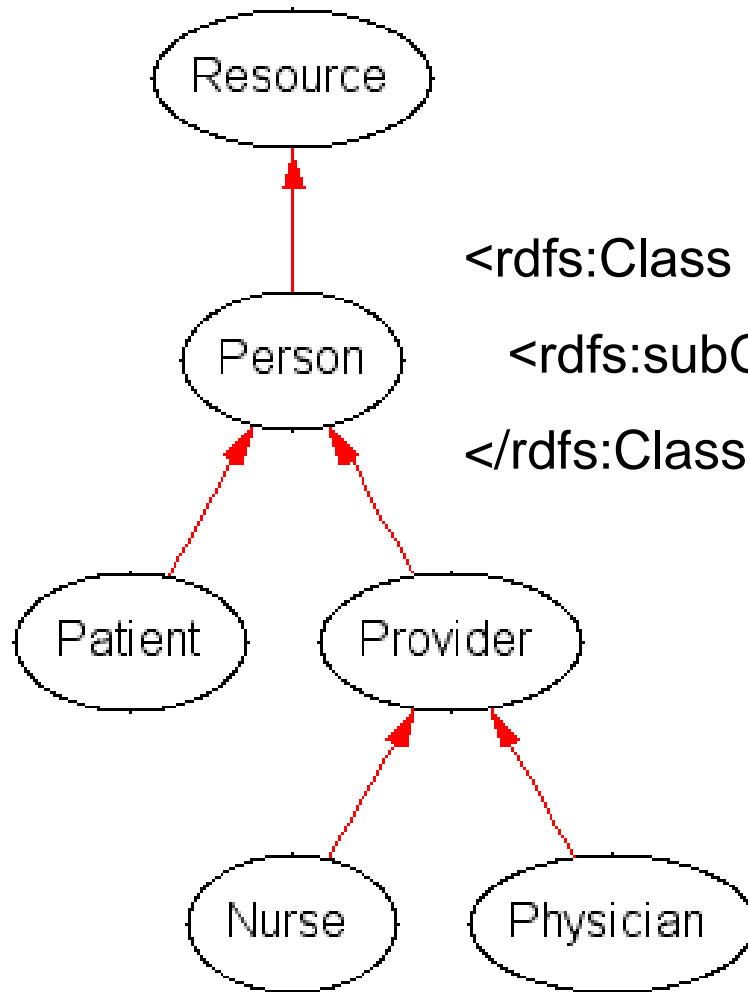 Resource
<rdfs:Class
Person
<rdfs:subC
</rdfs:Class
Patient
Provider
Nurse
Physician